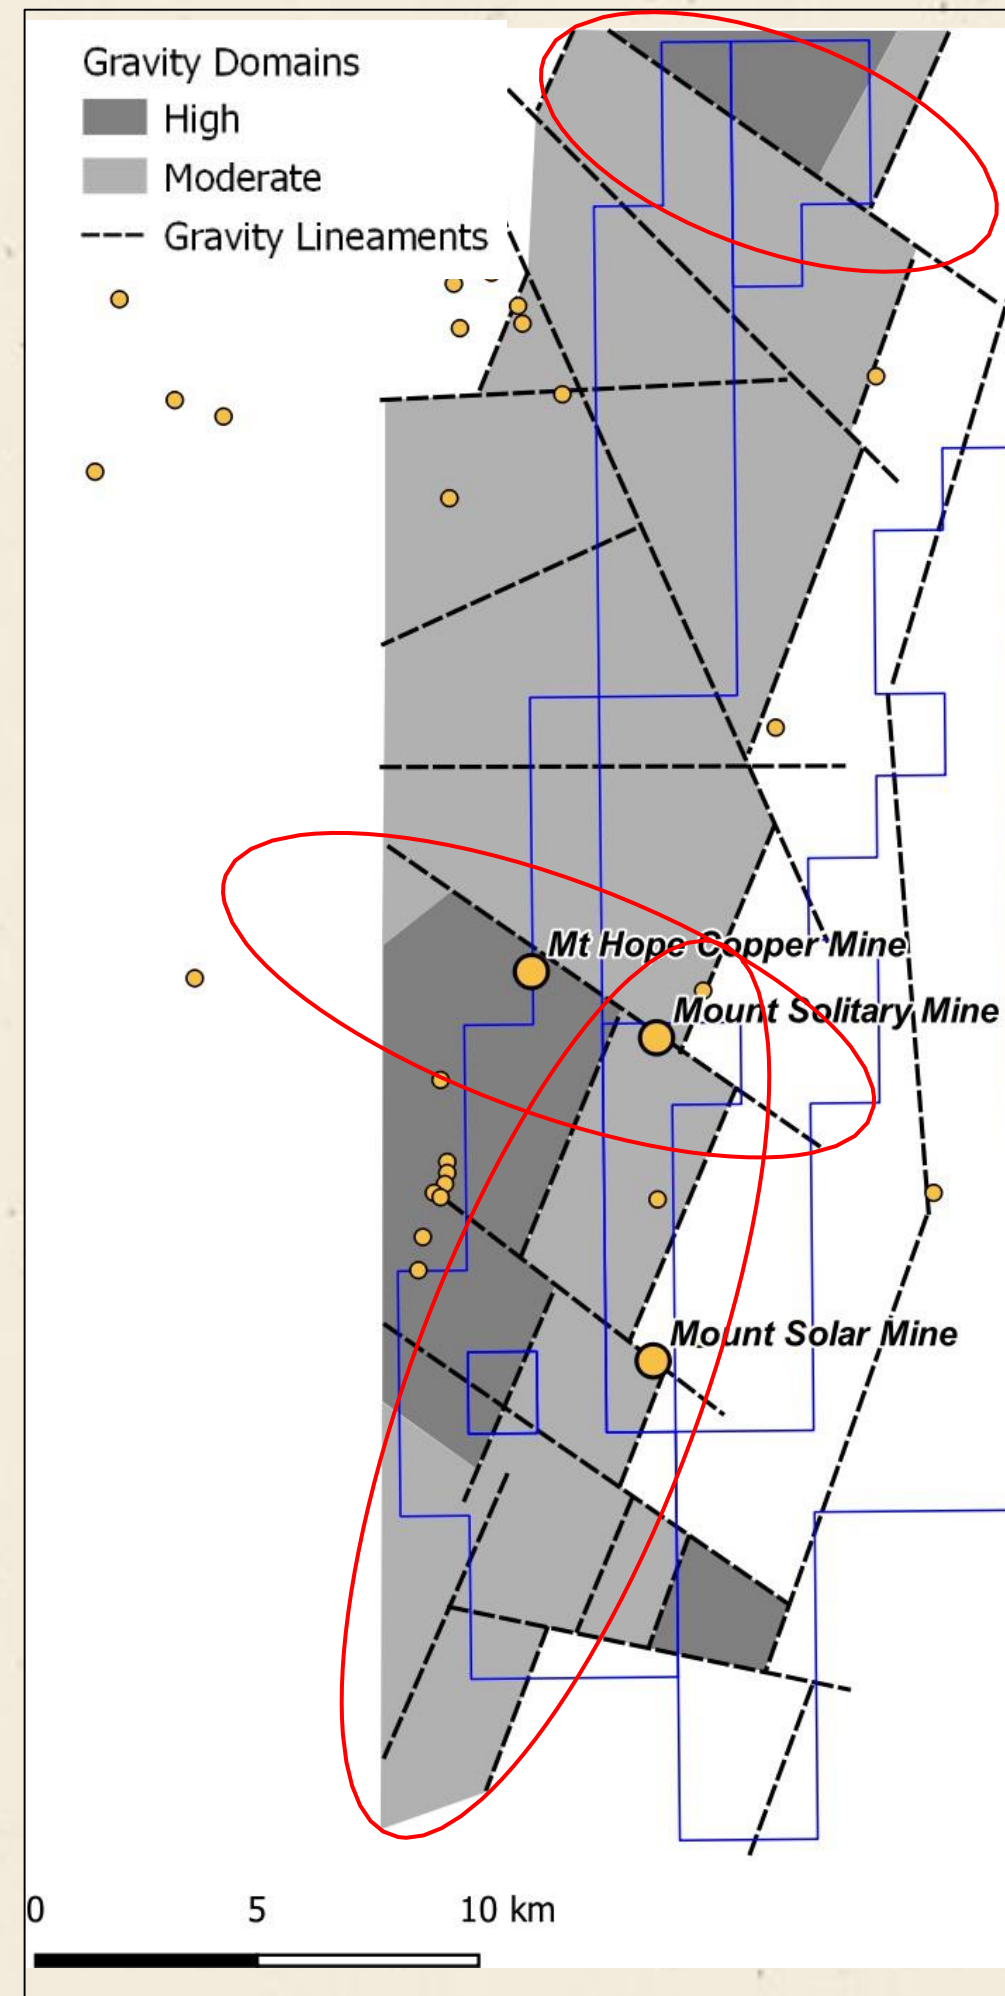 Gravity Domains
High
Moderate
Gravity Lineaments
Mt Hope Copper Mine
Mount Solitary Mine
Mount Solar Mine
0 5 10 km